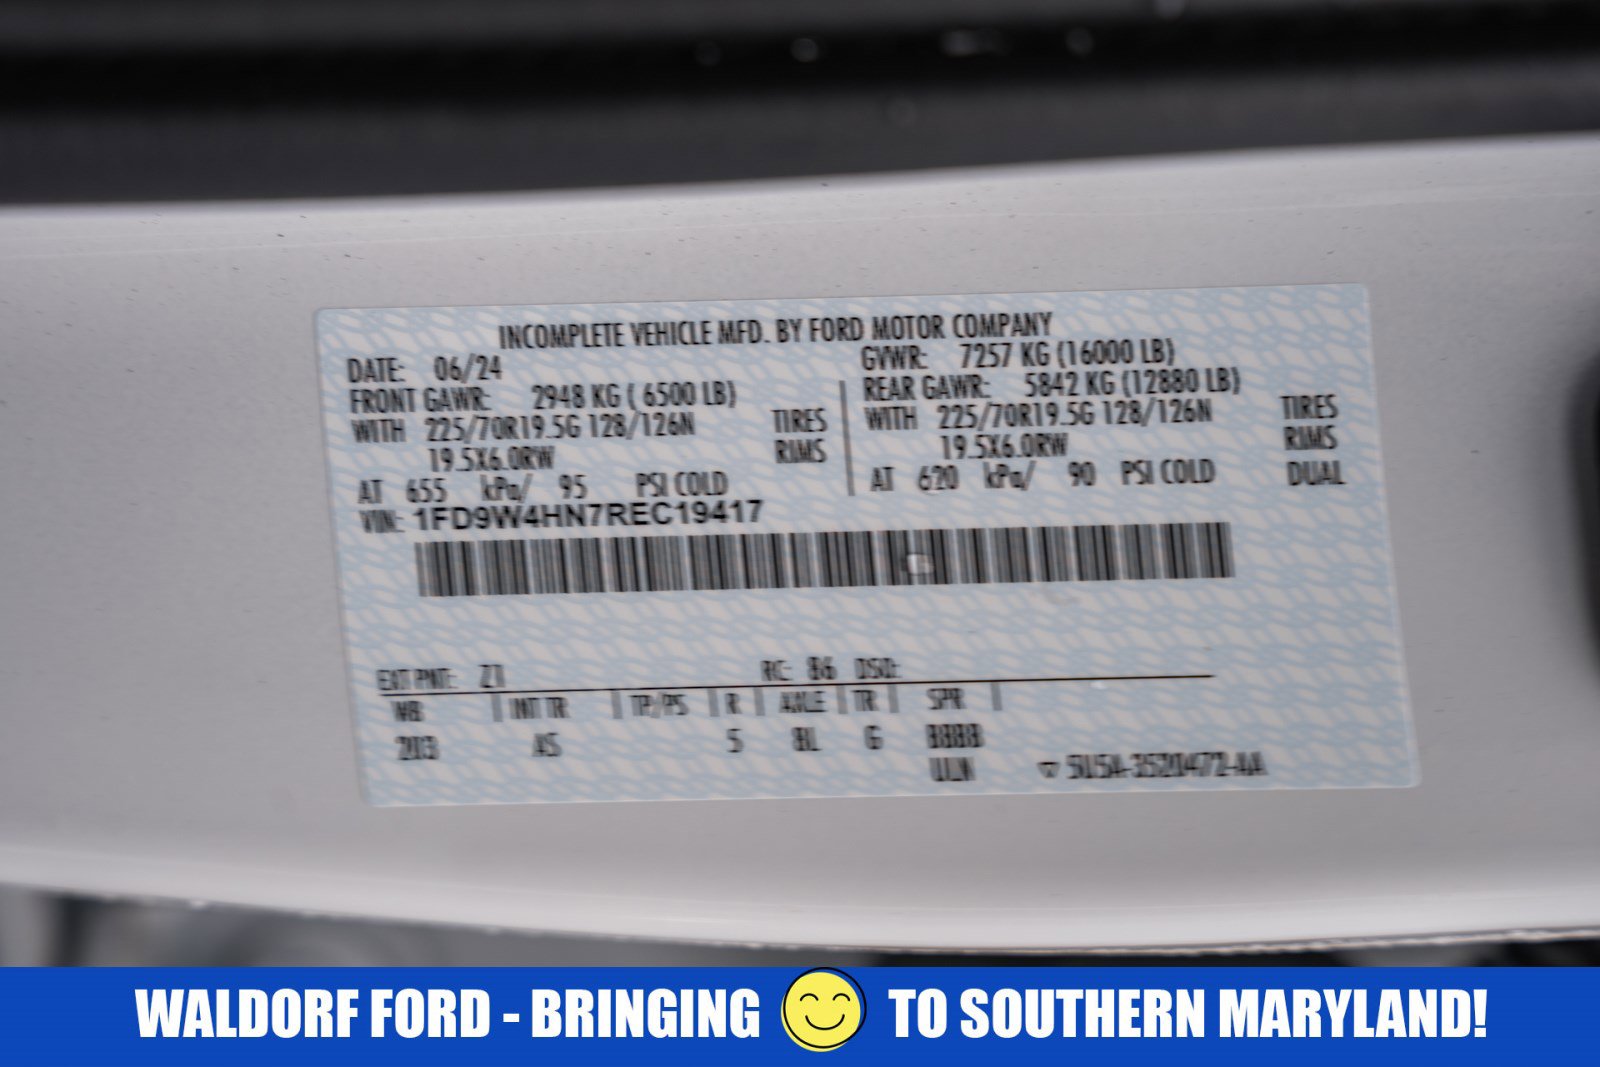 INCOMPLETE VEHICLE MFD. BY FORD MOTOR COMPANY
DATE: 06/24
GVWR: 7257 KG (16000 LB)
FRONT GAWR: 2948 KG ( 6500 LB)
REAR GAWR: 5842 KG (12880 LB)
WITH 225/70R19.5G 128/126N TIRES
WITH 225/70R19.5G 128/126N TIRES
19.5X6.0RW RIMS
19.5X6.0RW RIMS
AT 655 kPa/ 95 PSI COLD
AT 620 kPa/ 90 PSI COLD DUAL
VIN: 1FD9W4HN7REC19417
EXT PNT: Z1 RC: 86 DSO:
WB INT TR TP/PS R AXLE TR SPR
203 AS 5 8L G BBBB
WALDORF FORD - BRINGING TO SOUTHERN MARYLAND!